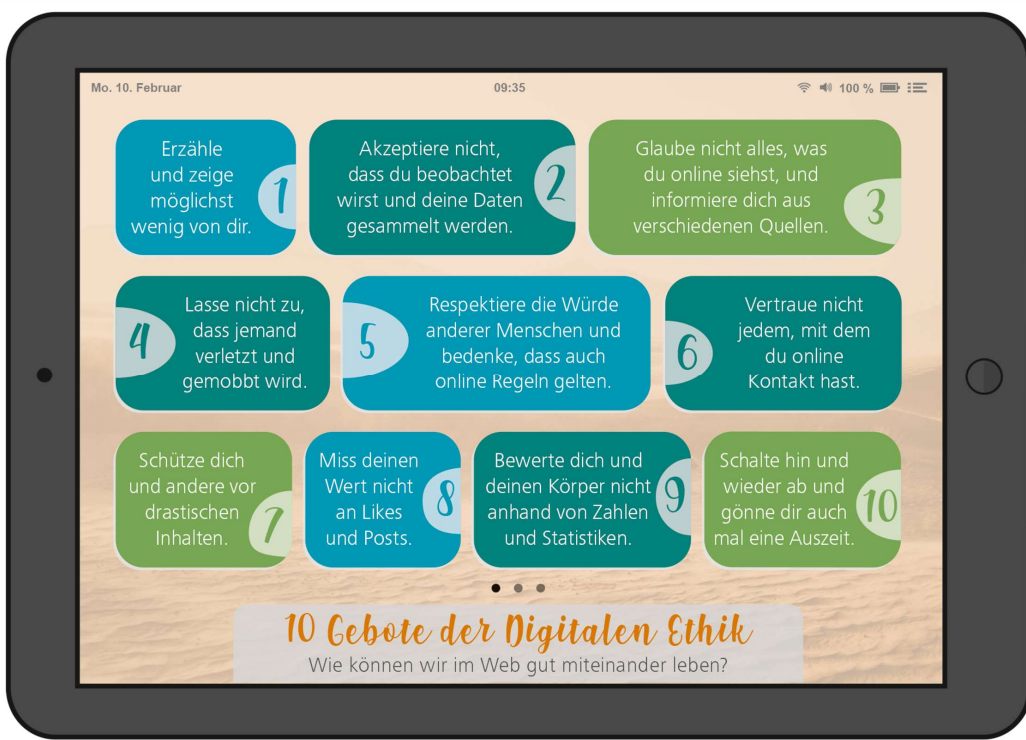 Mo. 10. Februar
09:35
100 %
Erzähle
und zeige
möglichst
wenig von dir.
1
Akzeptiere nicht,
dass du beobachtet
wirst und deine Daten
gesammelt werden.
2
Glaube nicht alles, was
du online siehst, und
informiere dich aus
verschiedenen Quellen.
3
4
Lasse nicht zu,
dass jemand
verletzt und
gemobbt wird.
5
Respektiere die Würde
anderer Menschen und
bedenke, dass auch
online Regeln gelten.
6
Vertraue nicht
jedem, mit dem
du online
Kontakt hast.
Schütze dich
und andere vor
drastischen
Inhalten.
7
Miss deinen
Wert nicht
an Likes
und Posts.
8
Bewerte dich und
deinen Körper nicht
anhand von Zahlen
und Statistiken.
9
Schalte hin und
wieder ab und
gönne dir auch
mal eine Auszeit.
10
10 Gebote der Digitalen Ethik
Wie können wir im Web gut miteinander leben?